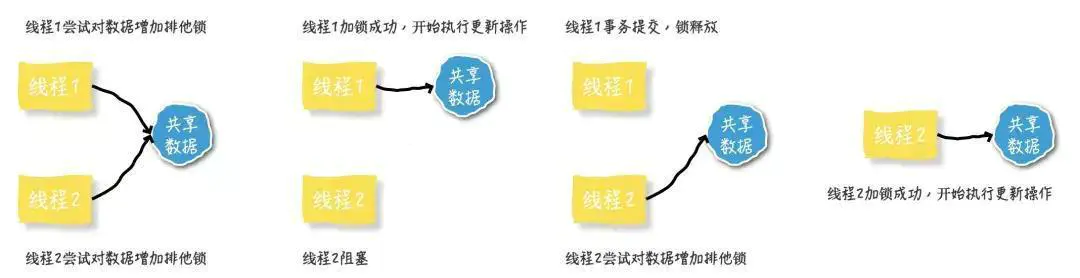 线程1尝试对数据增加排他锁
线程1
共享
数据
线程2
线程2尝试对数据增加排他锁
线程1加锁成功，开始执行更新操作
线程1
共享
数据
线程2
线程2阻塞
线程1事务提交，锁释放
线程1
共享
数据
线程2
线程2尝试对数据增加排他锁
线程2
共享
数据
线程2加锁成功，开始执行更新操作